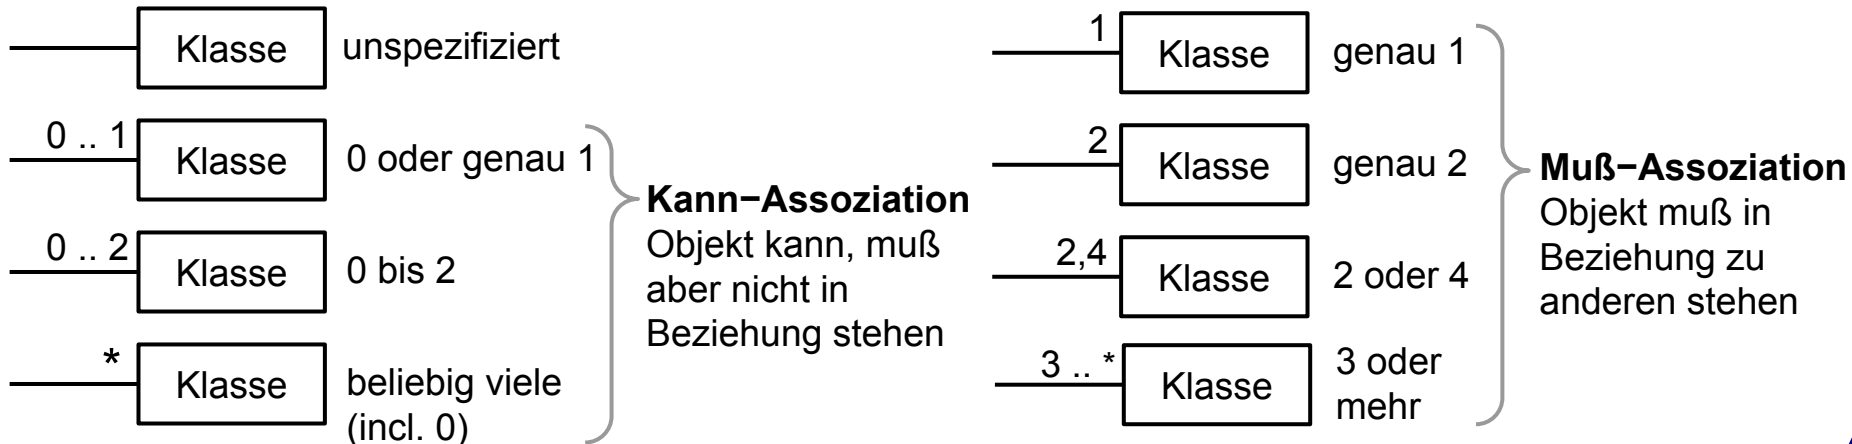 Klasse unspezifiziert
0 .. 1 Klasse 0 oder genau 1
0 .. 2 Klasse 0 bis 2
* Klasse beliebig viele
(incl. 0)
Kann−Assoziation
Objekt kann, muß
aber nicht in
Beziehung stehen
1 Klasse genau 1
2 Klasse genau 2
2,4 Klasse 2 oder 4
3 .. * Klasse 3 oder
mehr
Muß−Assoziation
Objekt muß in
Beziehung zu
anderen stehen